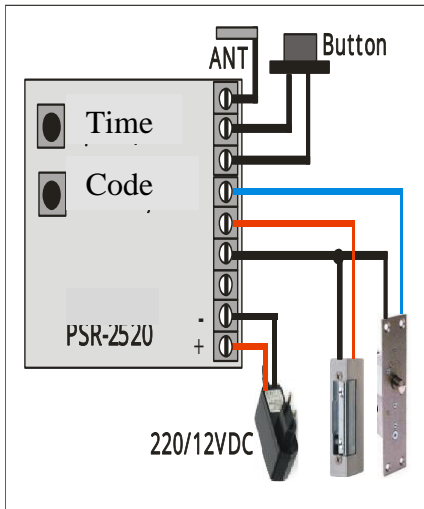 ANT
Button
Time
Code
-
PSR-2520
+
220/12VDC